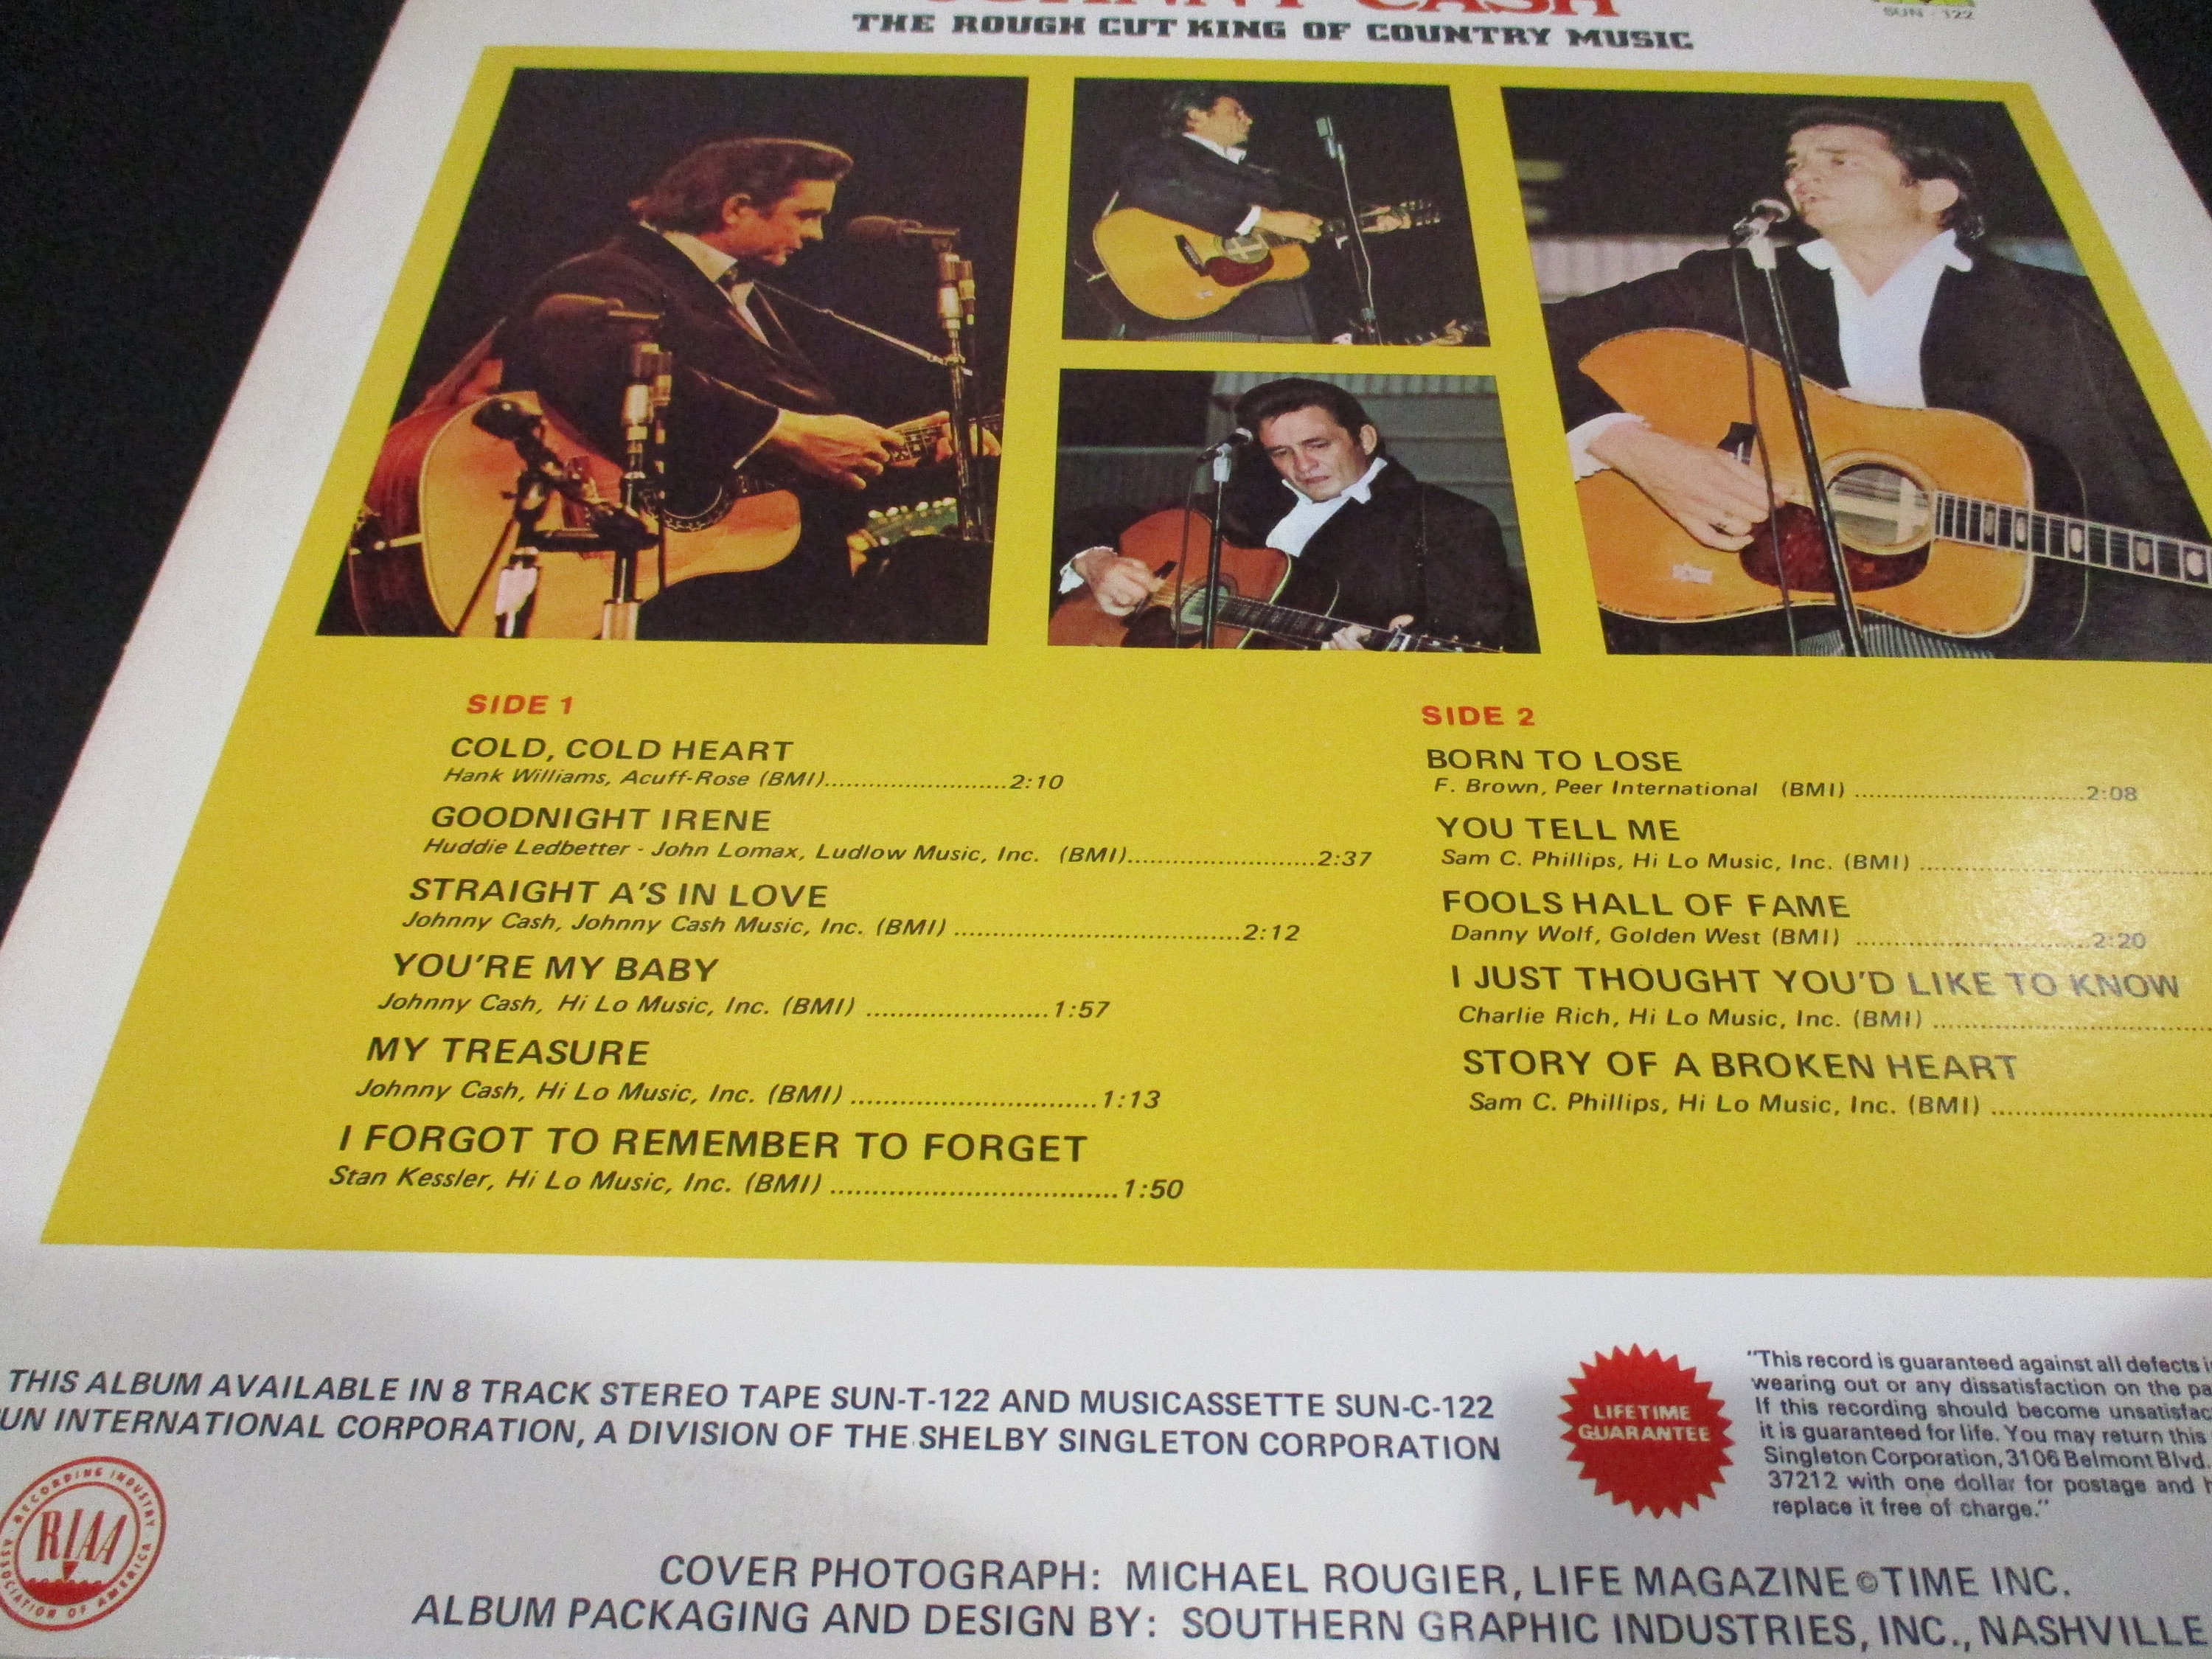 JOHNNY CASH
SUN - 122
THE ROUGH CUT KING OF COUNTRY MUSIC
SIDE 1
COLD, COLD HEART
Hank Williams, Acuff-Rose (BMI)..........................2:10
GOODNIGHT IRENE
Huddie Ledbetter - John Lomax, Ludlow Music, Inc. (BMI)..........................2:37
STRAIGHT A'S IN LOVE
Johnny Cash, Johnny Cash Music, Inc. (BMI) ......................................2:12
YOU'RE MY BABY
Johnny Cash, Hi Lo Music, Inc. (BMI) ........................1:57
MY TREASURE
Johnny Cash, Hi Lo Music, Inc. (BMI) ...............................1:13
I FORGOT TO REMEMBER TO FORGET
Stan Kessler, Hi Lo Music, Inc. (BMI) ...................................1:50
SIDE 2
BORN TO LOSE
F. Brown, Peer International (BMI) ................................2:08
YOU TELL ME
Sam C. Phillips, Hi Lo Music, Inc. (BMI) ......................................
FOOLS HALL OF FAME
Danny Wolf, Golden West (BMI) ...............................2:20
I JUST THOUGHT YOU'D LIKE TO KNOW
Charlie Rich, Hi Lo Music, Inc. (BMI) ....................................
STORY OF A BROKEN HEART
Sam C. Phillips, Hi Lo Music, Inc. (BMI) ............................
THIS ALBUM AVAILABLE IN 8 TRACK STEREO TAPE SUN-T-122 AND MUSICASSETTE SUN-C-122
UN INTERNATIONAL CORPORATION, A DIVISION OF THE SHELBY SINGLETON CORPORATION
LIFETIME
GUARANTEE
"This record is guaranteed against all defects
wearing out or any dissatisfaction on the
If this recording should become
it is guaranteed for life. You may return this
Singleton Corporation, 3106 Belmont Blvd.
37212 with one dollar for postage and
replace it free of charge."
RECORDING INDUSTRY
RIAA
ASSOCIATION OF AMERICA
COVER PHOTOGRAPH: MICHAEL ROUGIER, LIFE MAGAZINE © TIME INC.
ALBUM PACKAGING AND DESIGN BY: SOUTHERN GRAPHIC INDUSTRIES, INC., NASHVILLE